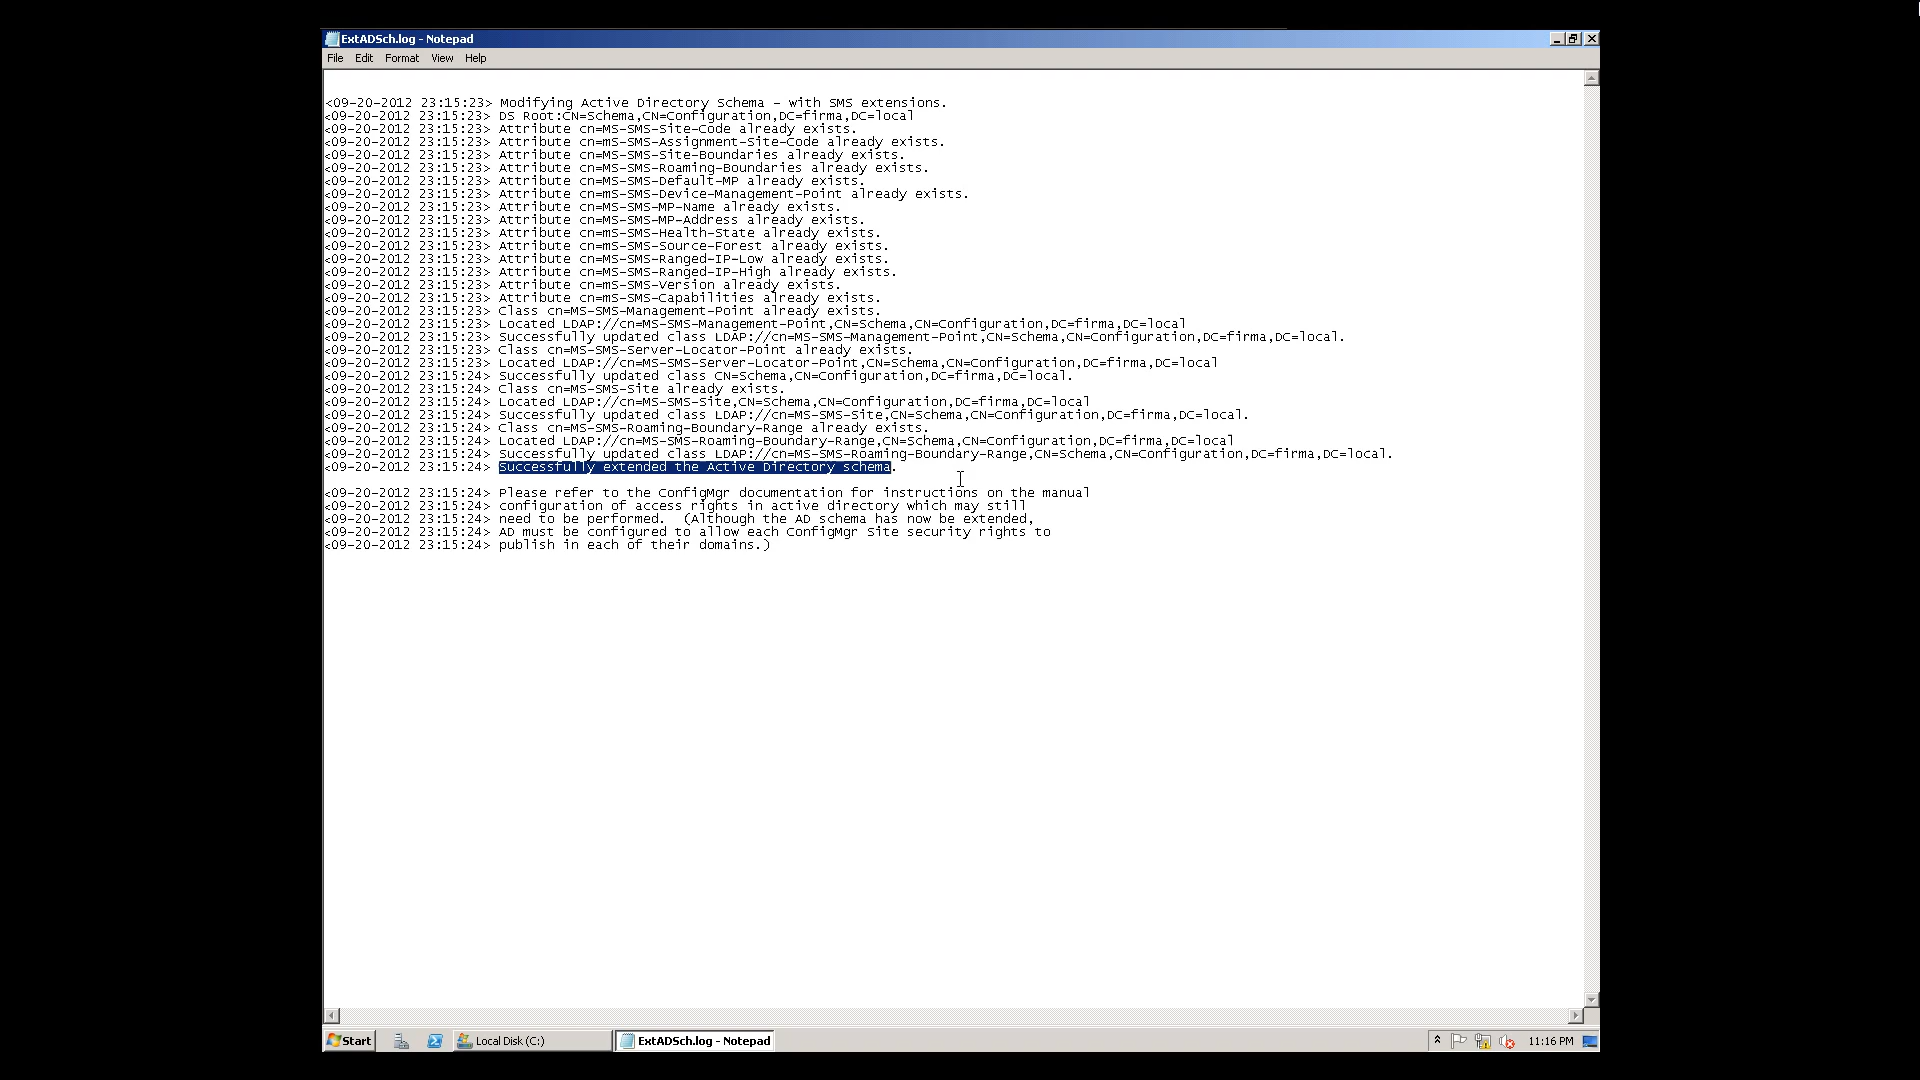 ExtADSch.log - Notepad
File Edit Format View Help
<09-20-2012 23:15:23> Modifying Active Directory Schema - with SMS extensions.
<09-20-2012 23:15:23> DS Root:CN=Schema,CN=Configuration,DC=firma,DC=local
<09-20-2012 23:15:23> Attribute cn=MS-SMS-Site-Code already exists.
<09-20-2012 23:15:23> Attribute cn=mS-SMS-Assignment-Site-Code already exists.
<09-20-2012 23:15:23> Attribute cn=MS-SMS-Site-Boundaries already exists.
<09-20-2012 23:15:23> Attribute cn=MS-SMS-Roaming-Boundaries already exists.
<09-20-2012 23:15:23> Attribute cn=MS-SMS-Default-MP already exists.
<09-20-2012 23:15:23> Attribute cn=mS-SMS-Device-Management-Point already exists.
<09-20-2012 23:15:23> Attribute cn=MS-SMS-MP-Name already exists.
<09-20-2012 23:15:23> Attribute cn=MS-SMS-MP-Address already exists.
<09-20-2012 23:15:23> Attribute cn=mS-SMS-Health-State already exists.
<09-20-2012 23:15:23> Attribute cn=mS-SMS-Source-Forest already exists.
<09-20-2012 23:15:23> Attribute cn=MS-SMS-Ranged-IP-Low already exists.
<09-20-2012 23:15:23> Attribute cn=MS-SMS-Ranged-IP-High already exists.
<09-20-2012 23:15:23> Attribute cn=mS-SMS-Version already exists.
<09-20-2012 23:15:23> Attribute cn=mS-SMS-Capabilities already exists.
<09-20-2012 23:15:23> Class cn=MS-SMS-Management-Point already exists.
<09-20-2012 23:15:23> Located LDAP://cn=MS-SMS-Management-Point,CN=Schema,CN=Configuration,DC=firma,DC=local
<09-20-2012 23:15:23> Successfully updated class LDAP://cn=MS-SMS-Management-Point,CN=Schema,CN=Configuration,DC=firma,DC=local.
<09-20-2012 23:15:23> Class cn=MS-SMS-Server-Locator-Point already exists.
<09-20-2012 23:15:23> Located LDAP://cn=MS-SMS-Server-Locator-Point,CN=Schema,CN=Configuration,DC=firma,DC=local
<09-20-2012 23:15:24> Successfully updated class CN=Schema,CN=Configuration,DC=firma,DC=local.
<09-20-2012 23:15:24> Class cn=MS-SMS-Site already exists.
<09-20-2012 23:15:24> Located LDAP://cn=MS-SMS-Site,CN=Schema,CN=Configuration,DC=firma,DC=local
<09-20-2012 23:15:24> Successfully updated class LDAP://cn=MS-SMS-Site,CN=Schema,CN=Configuration,DC=firma,DC=local.
<09-20-2012 23:15:24> Class cn=MS-SMS-Roaming-Boundary-Range already exists.
<09-20-2012 23:15:24> Located LDAP://cn=MS-SMS-Roaming-Boundary-Range,CN=Schema,CN=Configuration,DC=firma,DC=local
<09-20-2012 23:15:24> Successfully updated class LDAP://cn=MS-SMS-Roaming-Boundary-Range,CN=Schema,CN=Configuration,DC=firma,DC=local.
<09-20-2012 23:15:24> Successfully extended the Active Directory schema.
<09-20-2012 23:15:24> Please refer to the ConfigMgr documentation for instructions on the manual
<09-20-2012 23:15:24> configuration of access rights in active directory which may still
<09-20-2012 23:15:24> need to be performed.  (Although the AD schema has now be extended,
<09-20-2012 23:15:24> AD must be configured to allow each ConfigMgr Site security rights to
<09-20-2012 23:15:24> publish in each of their domains.)
Start Local Disk (C:) ExtADSch.log - Notepad 11:16 PM